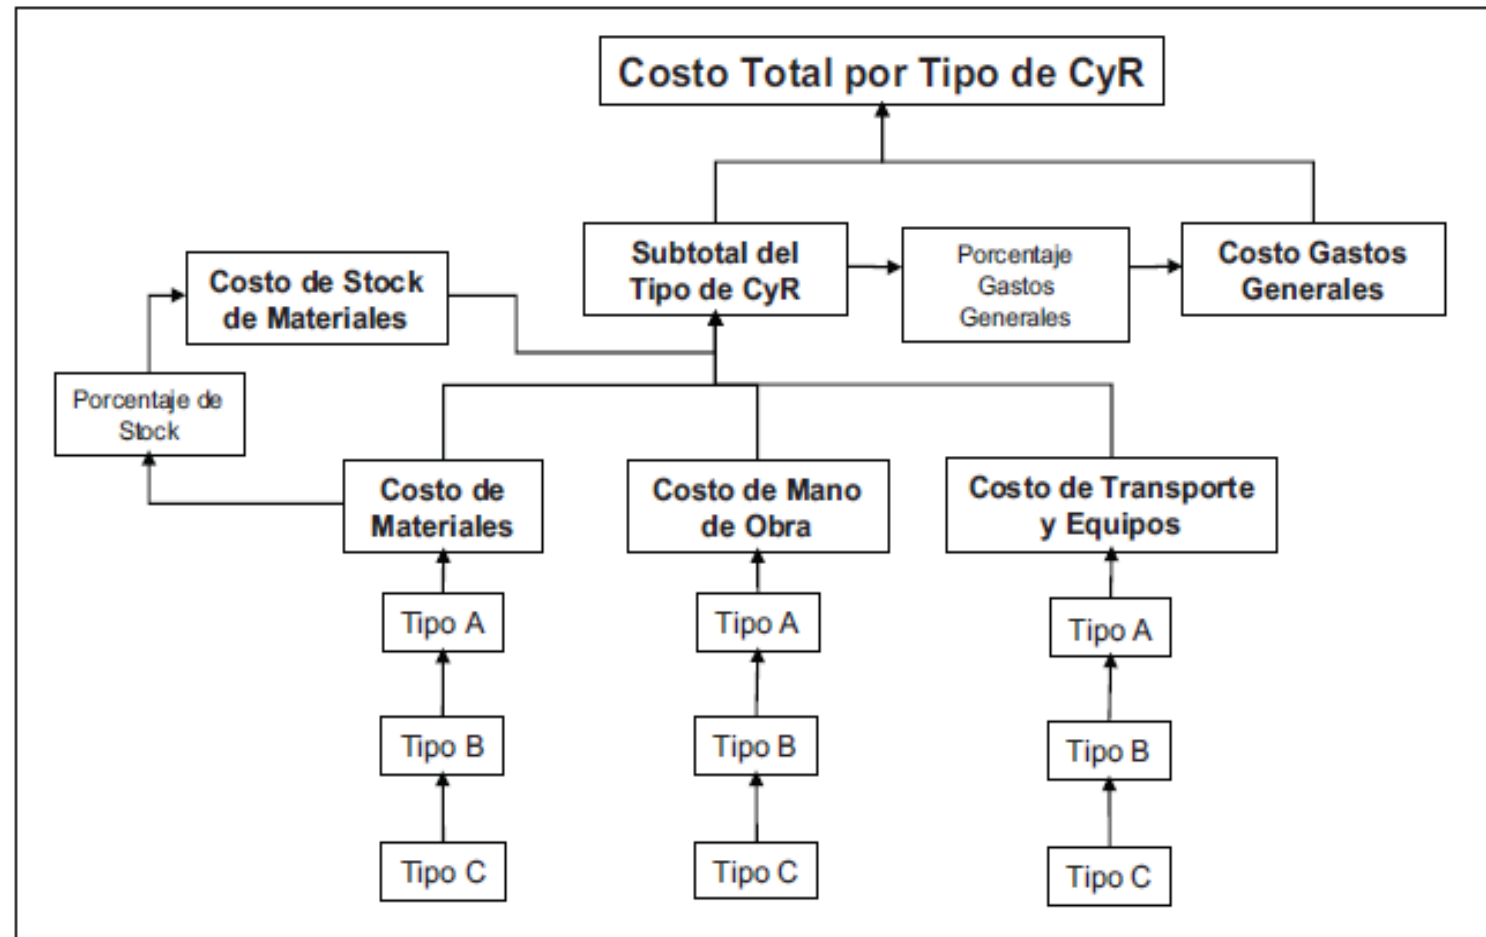 Costo Total por Tipo de CyR
Subtotal del
Tipo de CyR
Porcentaje
Gastos
Generales
Costo Gastos
Generales
Costo de Stock
de Materiales
Porcentaje de
Stock
Costo de
Materiales
Costo de Mano
de Obra
Costo de Transporte
y Equipos
Tipo A
Tipo A
Tipo A
Tipo B
Tipo B
Tipo B
Tipo C
Tipo C
Tipo C